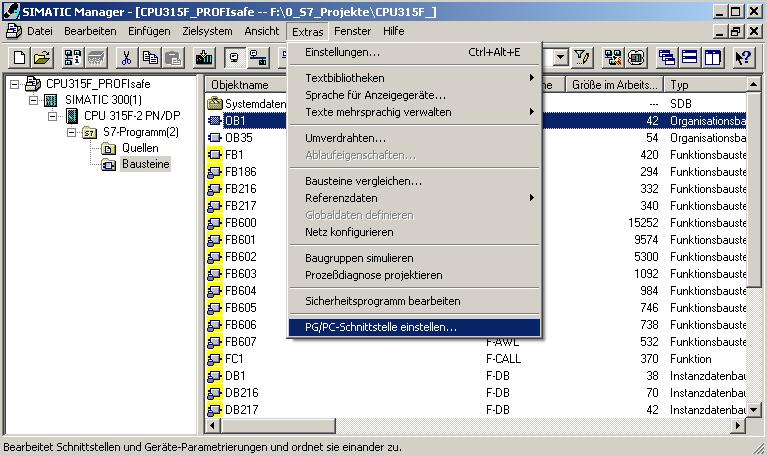 SIMATIC Manager - [CPU315F_PROFIsafe -- F:\0_S7_Projekte\CPU315F_]
Datei Bearbeiten Einfügen Zielsystem Ansicht Extras Fenster Hilfe
CPU315F_PROFIsafe
SIMATIC 300(1)
CPU 315F-2 PN/DP
S7-Programm(2)
Quellen
Bausteine
Einstellungen... Ctrl+Alt+E
Textbibliotheken
Sprache für Anzeigegeräte...
Texte mehrsprachig verwalten
Umverdrahten...
Ablaufeigenschaften...
Bausteine vergleichen...
Referenzdaten
Globaldaten definieren
Netz konfigurieren
Baugruppen simulieren
Prozeßdiagnose projektieren
Sicherheitsprogramm bearbeiten
PG/PC-Schnittstelle einstellen...
Objektname Größe im Arbeits... Typ
Systemdaten --- SDB
OB1 42 Organisationsba
OB35 54 Organisationsba
FB1 420 Funktionsbauste
FB186 294 Funktionsbauste
FB216 332 Funktionsbauste
FB217 340 Funktionsbauste
FB600 15252 Funktionsbauste
FB601 9574 Funktionsbauste
FB602 5300 Funktionsbauste
FB603 1092 Funktionsbauste
FB604 984 Funktionsbauste
FB605 746 Funktionsbauste
FB606 738 Funktionsbauste
FB607 F-AWL 532 Funktionsbauste
FC1 F-CALL 370 Funktion
DB1 F-DB 38 Instanzdatenbau
DB216 F-DB 70 Instanzdatenbau
DB217 F-DB 42 Instanzdatenbau
Bearbeitet Schnittstellen und Geräte-Parametrierungen und ordnet sie einander zu.